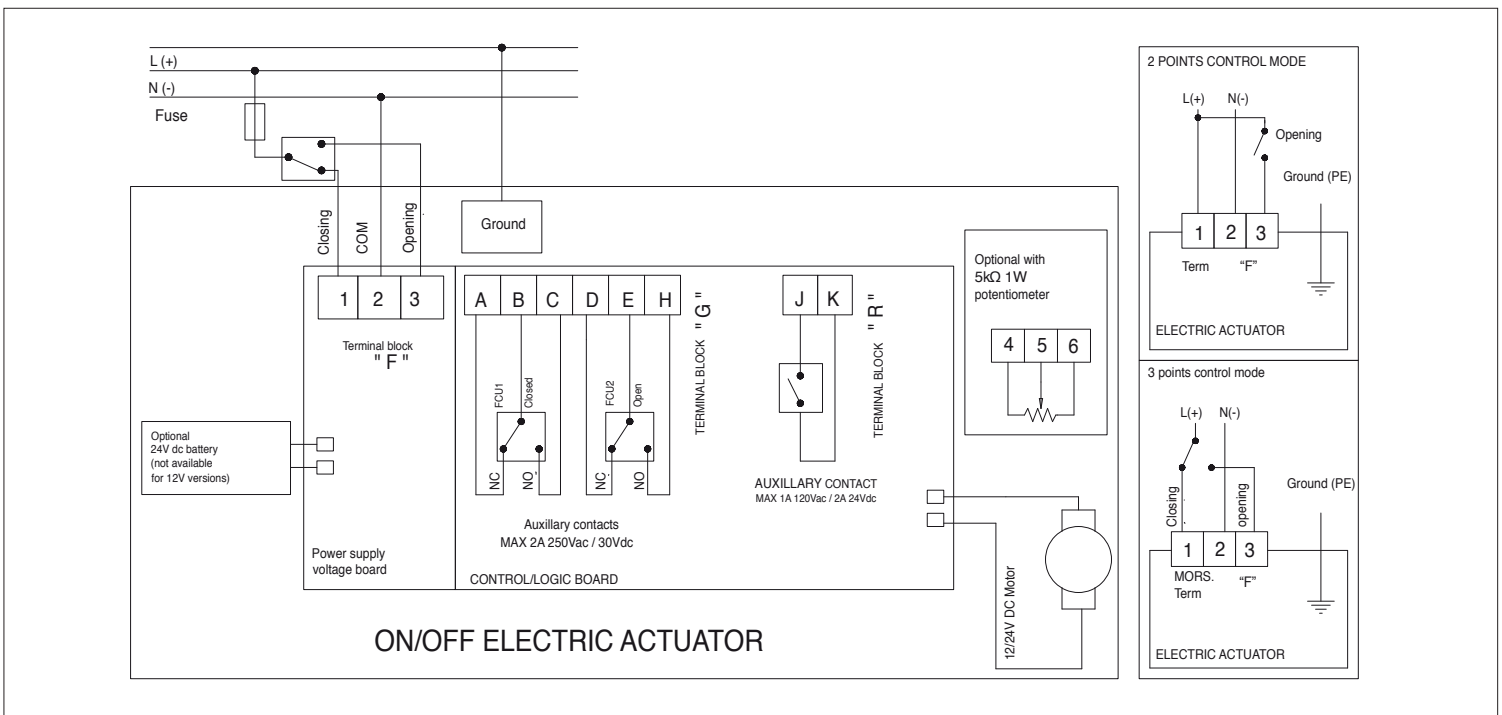 L (+)
N (-)
Fuse
Closing
COM
Opening
Ground
1 2 3
Terminal block
" F "
A B C D E H
TERMINAL BLOCK " G "
FCU1
Closed
NC
NO
FCU2
Open
NC
NO
Auxillary contacts
MAX 2A 250Vac / 30Vdc
J K
TERMINAL BLOCK " R "
AUXILLARY CONTACT
MAX 1A 120Vac / 2A 24Vdc
Optional with
5kΩ 1W
potentiometer
4 5 6
Optional
24V dc battery
(not available
for 12V versions)
Power supply
voltage board
CONTROL/LOGIC BOARD
12/24V DC Motor
ON/OFF ELECTRIC ACTUATOR
2 POINTS CONTROL MODE
L(+) N(-)
Opening
Ground (PE)
1 2 3
Term “F”
ELECTRIC ACTUATOR
3 points control mode
L(+) N(-)
Closing
opening
Ground (PE)
1 2 3
MORS.
Term “F”
ELECTRIC ACTUATOR